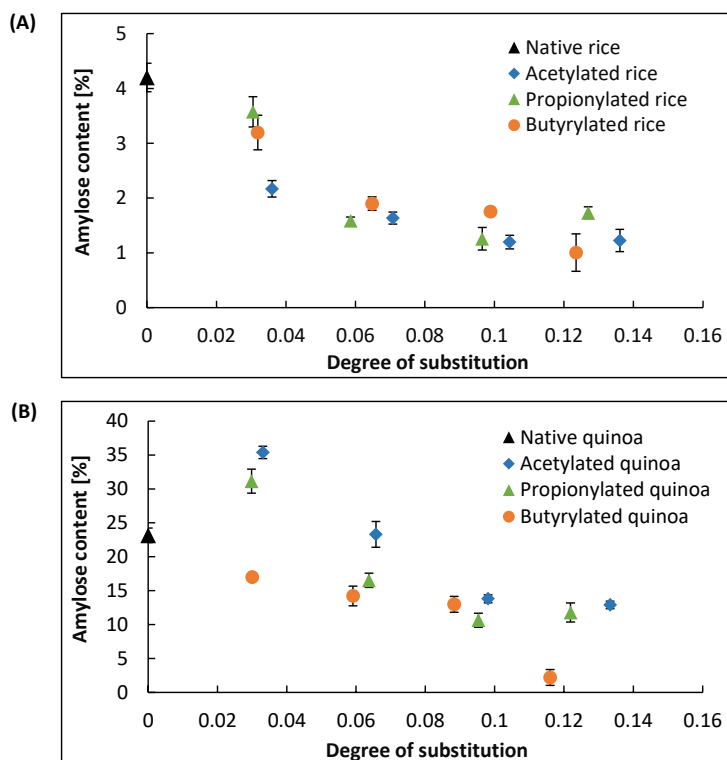 (A)
Amylose content [%]
5
4
3
2
1
0
0 0.02 0.04 0.06 0.08 0.1 0.12 0.14 0.16
Degree of substitution
Native rice
Acetylated rice
Propionylated rice
Butyrylated rice
(B)
Amylose content [%]
40
35
30
25
20
15
10
5
0
0 0.02 0.04 0.06 0.08 0.1 0.12 0.14 0.16
Degree of substitution
Native quinoa
Acetylated quinoa
Propionylated quinoa
Butyrylated quinoa